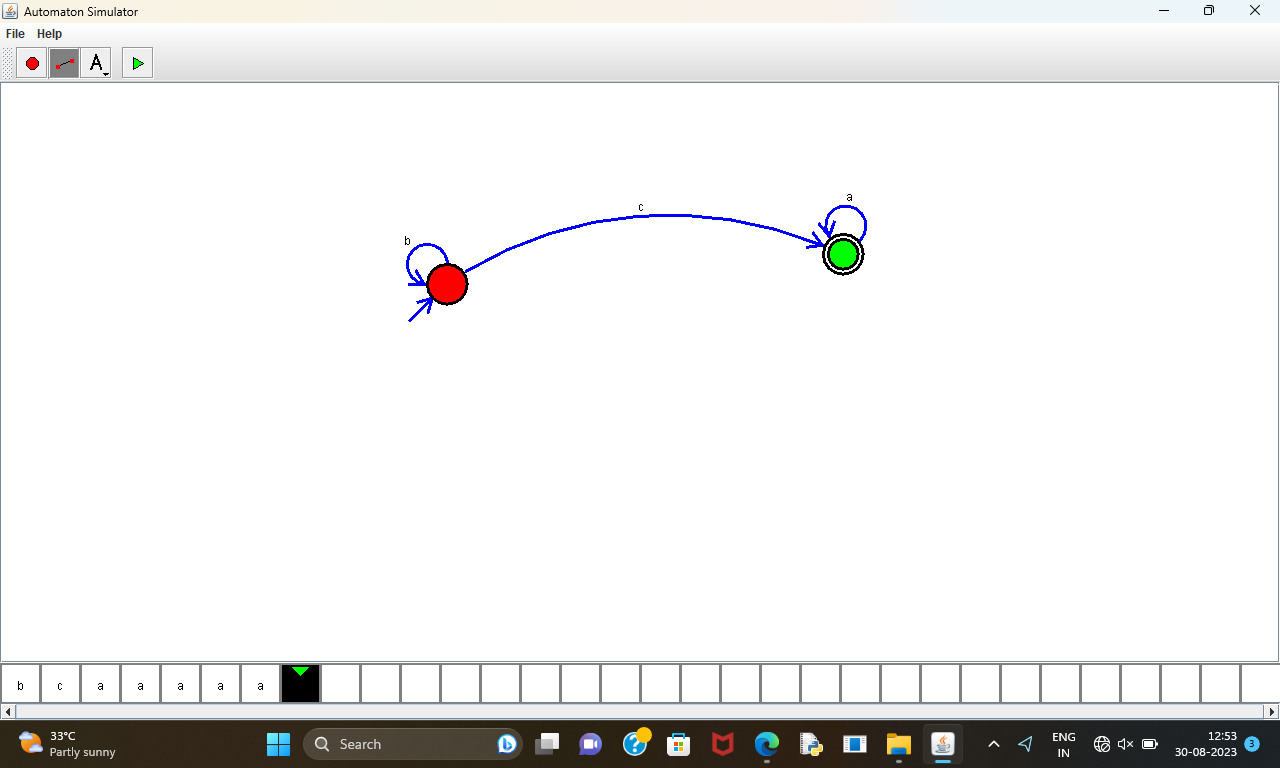 Automaton Simulator
File Help
A
c
a
b
b c a a a a a
33°C
Partly sunny
Search
ENG
IN
12:53
30-08-2023
3